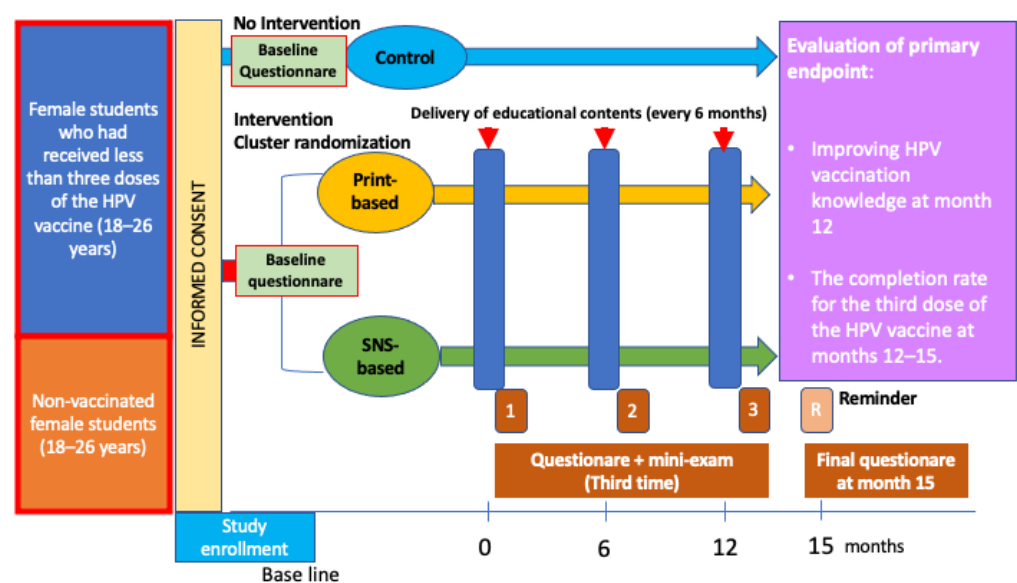 Female students
who had
received less
than three doses
of the HPV
vaccine (18–26
years)
Non-vaccinated
female students
(18–26 years)
INFORMED CONSENT
Study
enrollment
Base line
No Intervention
Baseline
Questionnare
Control
Intervention
Cluster randomization
Baseline
questionnare
Print-
based
SNS-
based
Delivery of educational contents (every 6 months)
1
2
3
R
Reminder
Questionare + mini-exam
(Third time)
Final questionare
at month 15
0
6
12
15 months
Evaluation of primary
endpoint:
• Improving HPV
vaccination
knowledge at month
12
• The completion rate
for the third dose of
the HPV vaccine at
months 12–15.